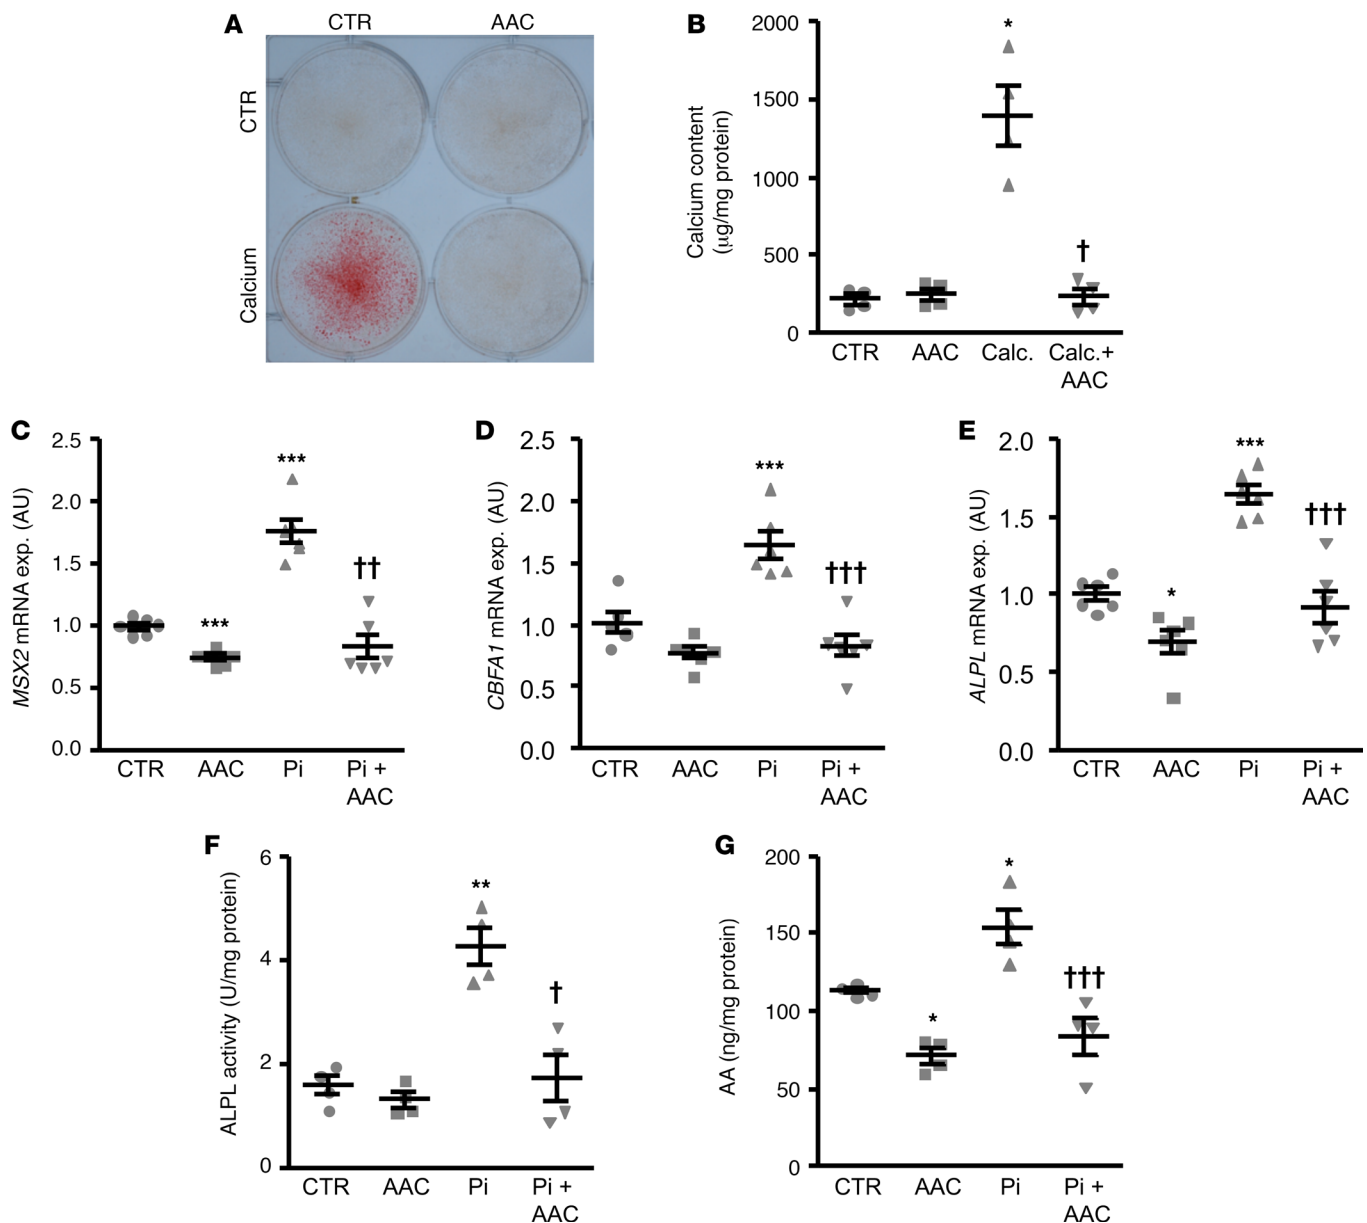 A
CTR
AAC
CTR
Calcium
B
*
†
Calcium content
(µg/mg protein)
2000
1500
1000
500
0
CTR
AAC
Calc.
Calc.+
AAC
C
***
***
††
MSX2 mRNA exp. (AU)
2.5
2.0
1.5
1.0
0.5
0.0
CTR
AAC
Pi
Pi +
AAC
D
***
†††
CBFA1 mRNA exp. (AU)
2.5
2.0
1.5
1.0
0.5
0.0
CTR
AAC
Pi
Pi +
AAC
E
*
***
†††
ALPL mRNA exp. (AU)
2.0
1.5
1.0
0.5
0.0
CTR
AAC
Pi
Pi +
AAC
F
**
†
ALPL activity (U/mg protein)
6
4
2
0
CTR
AAC
Pi
Pi +
AAC
G
*
*
†††
AA (ng/mg protein)
200
150
100
50
0
CTR
AAC
Pi
Pi +
AAC